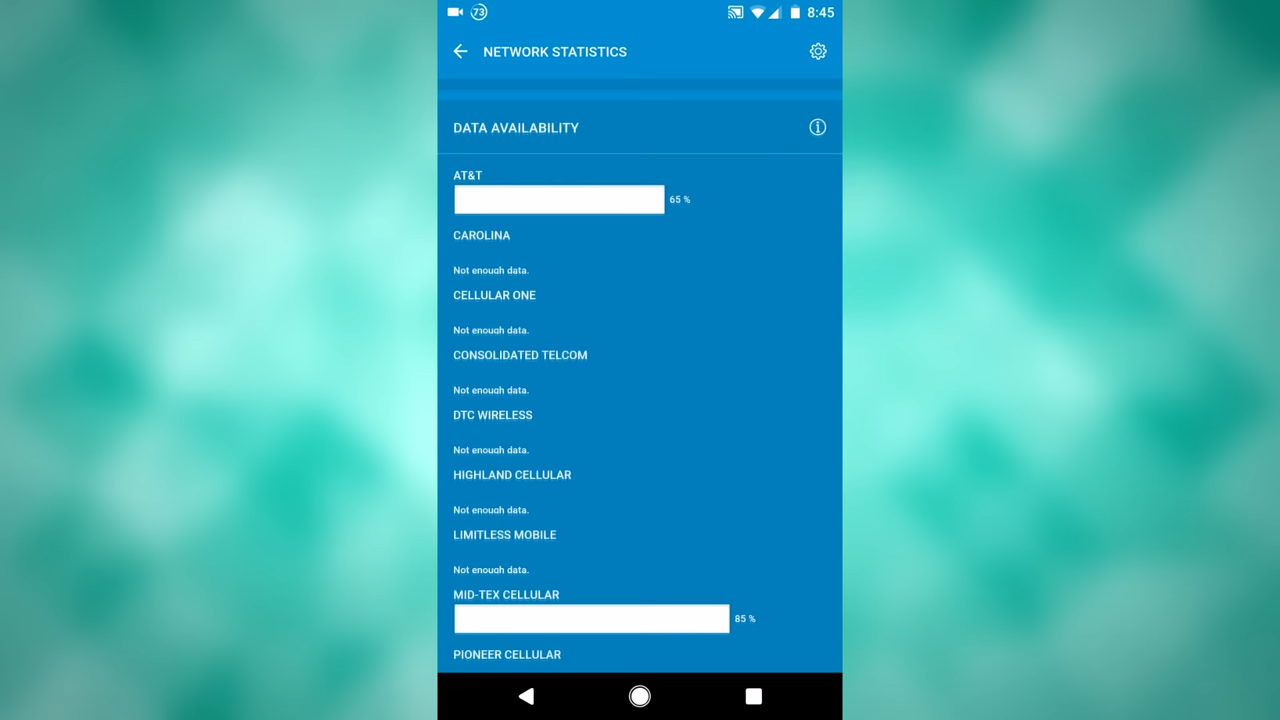 73
8:45
NETWORK STATISTICS
DATA AVAILABILITY
AT&T
65 %
CAROLINA
Not enough data.
CELLULAR ONE
Not enough data.
CONSOLIDATED TELCOM
Not enough data.
DTC WIRELESS
Not enough data.
HIGHLAND CELLULAR
Not enough data.
LIMITLESS MOBILE
Not enough data.
MID-TEX CELLULAR
85 %
PIONEER CELLULAR